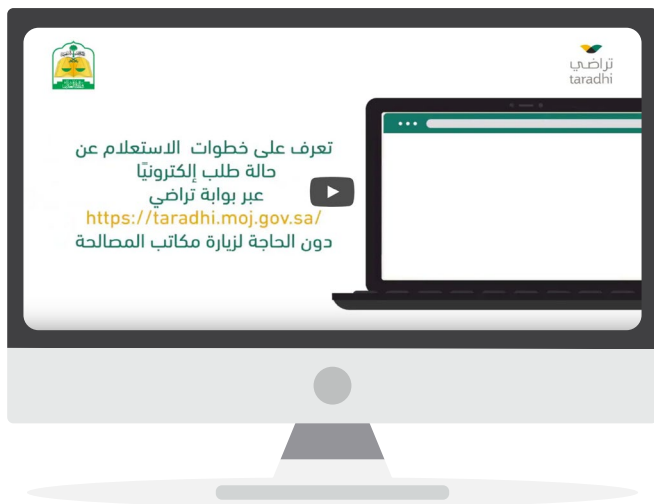 تراضي
taradhi
تعرف على خطوات الاستعلام عن
حالة طلب إلكترونيًا
عبر بوابة تراضي
https://taradhi.moj.gov.sa/
دون الحاجة لزيارة مكاتب المصالحة